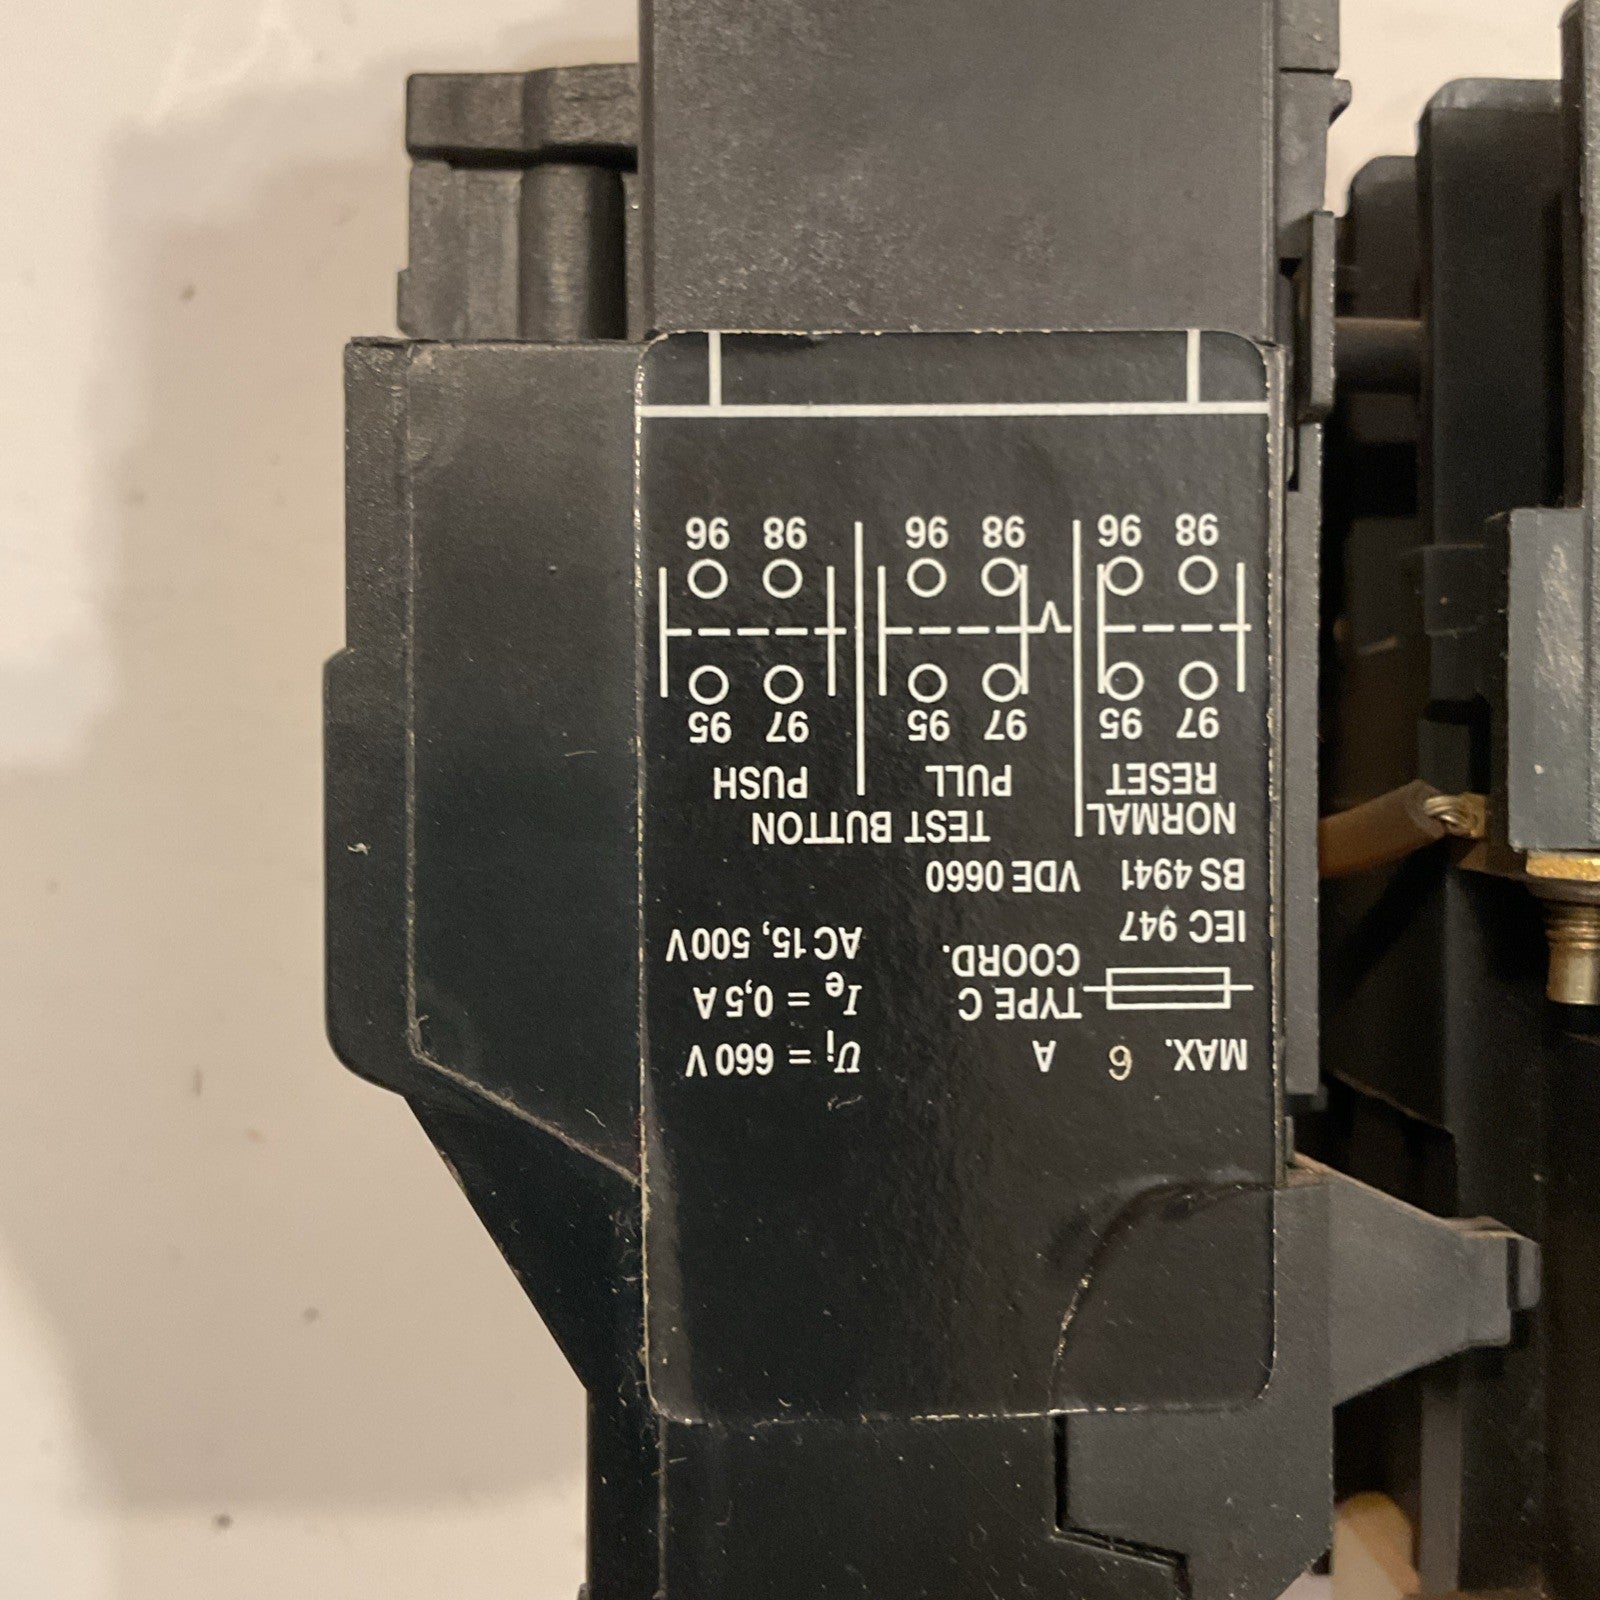 MAX. 6 A
TYPE C
COORD.
IEC 947
BS 4941 VDE 0660
Ui = 660 V
Ie = 0,5 A
AC 15, 500 V
NORMAL
RESET
TEST BUTTON
PULL PUSH
97 95 97 95 97 95
98 96 98 96 98 96